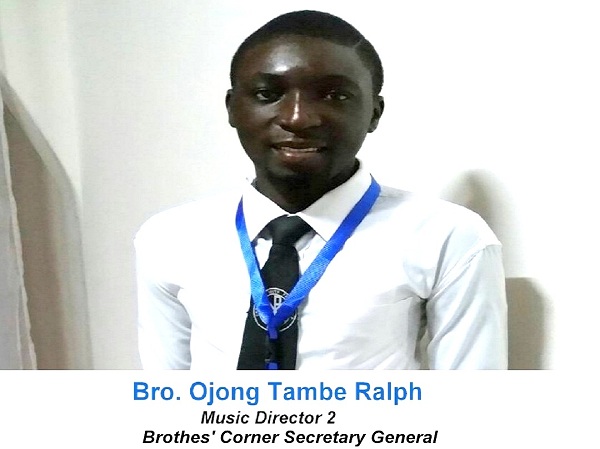 Bro. Ojong Tambe Ralph
Music Director 2
Brothes' Corner Secretary General